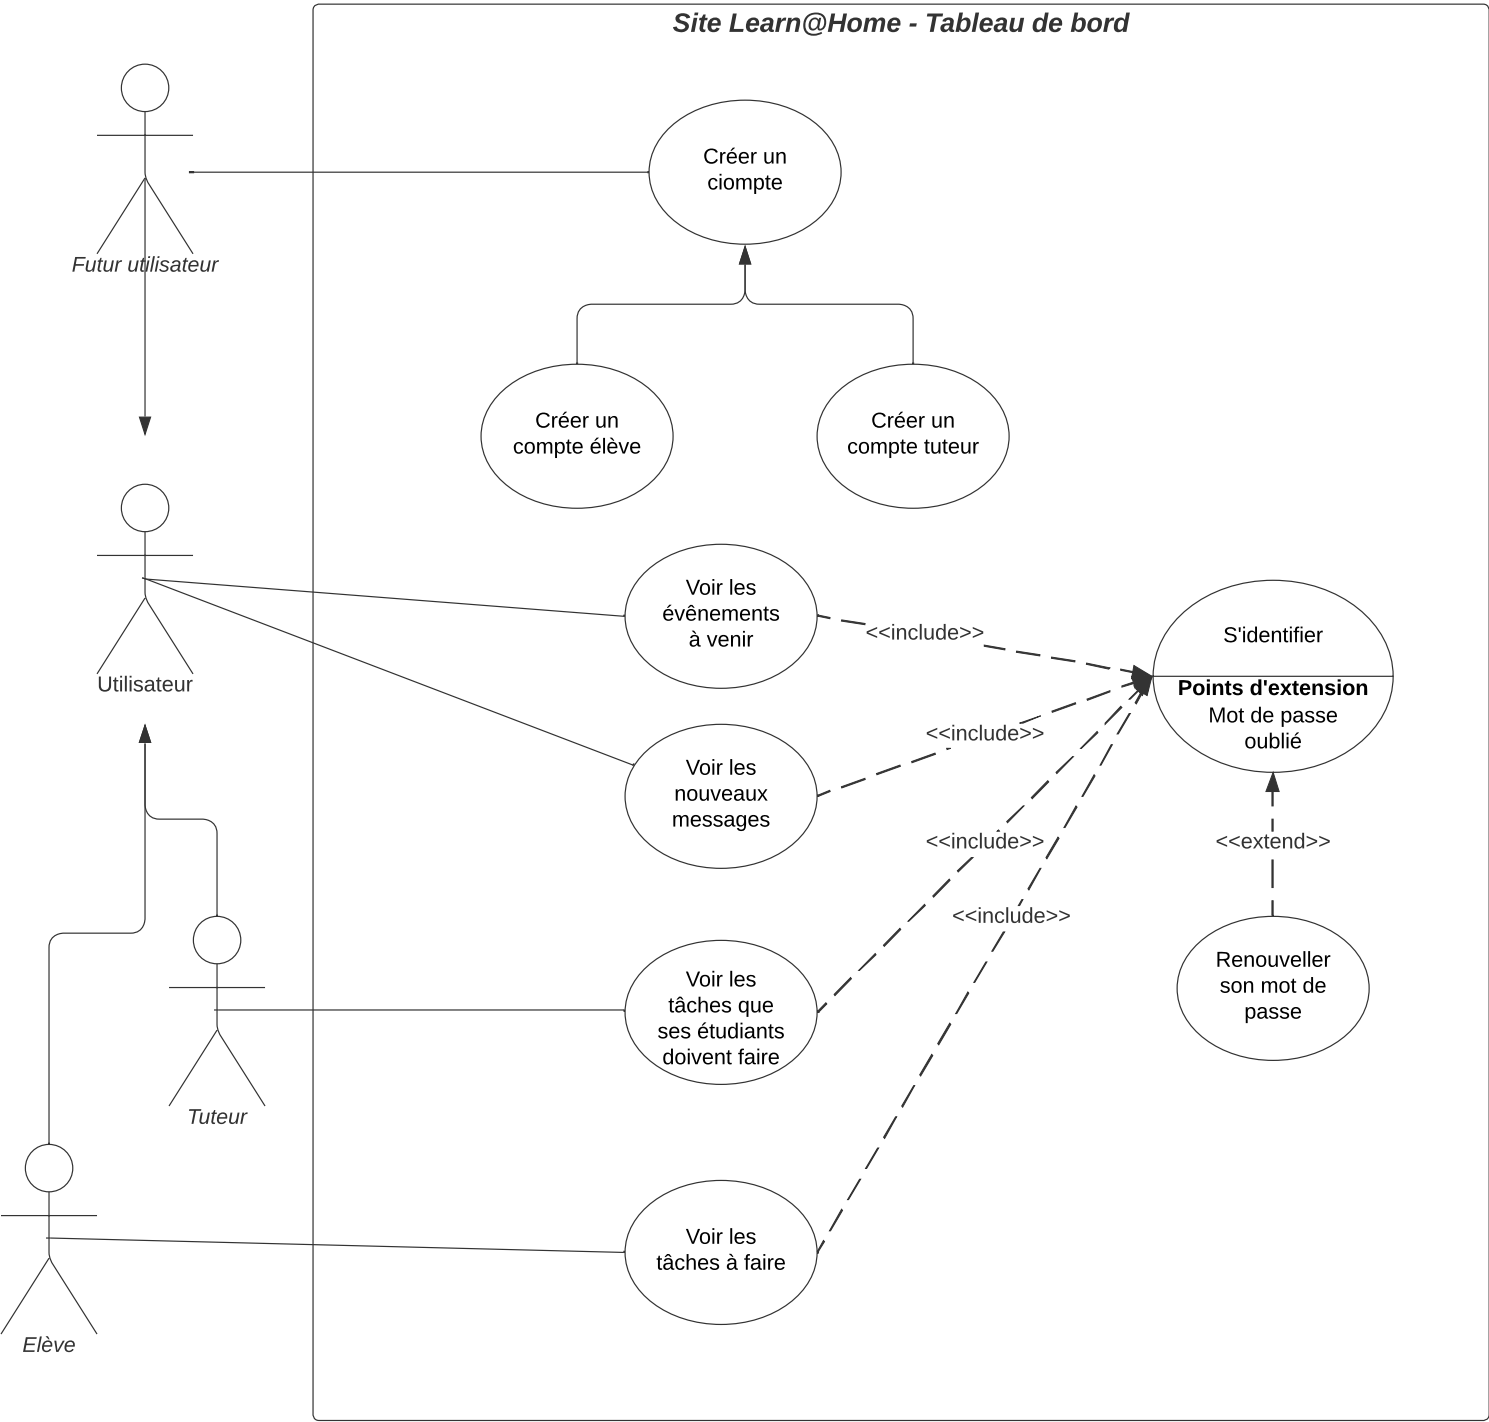 Site Learn@Home - Tableau de bord
Futur utilisateur
Créer un
ciompte
Créer un
compte élève
Créer un
compte tuteur
Utilisateur
Voir les
évênements
à venir
<<include>>
S'identifier
Points d'extension
Mot de passe
oublié
Voir les
nouveaux
messages
<<include>>
<<include>>
<<extend>>
<<include>>
Voir les
tâches que
ses étudiants
doivent faire
Renouveller
son mot de
passe
Tuteur
Voir les
tâches à faire
Elève